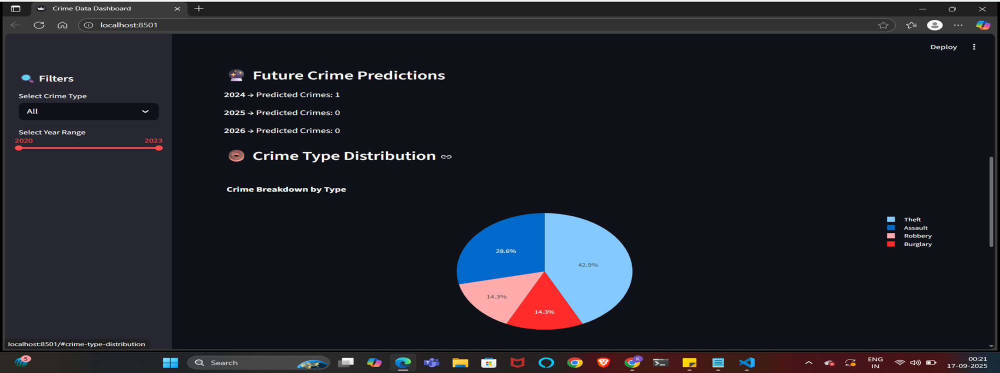 Crime Data Dashboard
localhost:8501
Deploy
Filters
Select Crime Type
All
Select Year Range
2020 2023
Future Crime Predictions
2024 → Predicted Crimes: 1
2025 → Predicted Crimes: 0
2026 → Predicted Crimes: 0
Crime Type Distribution
Crime Breakdown by Type
Theft
Assault
Robbery
Burglary
28.6%
42.9%
14.3%
14.3%
localhost:8501/#crime-type-distribution
5
Search
T
K
ENG
IN
00:21
17-09-2025